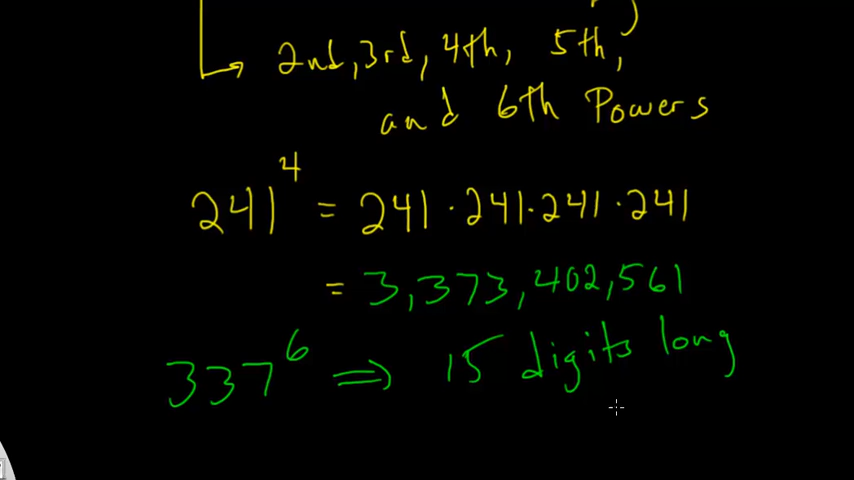 2nd, 3rd, 4th, 5th,
and 6th Powers
241^4 = 241 · 241 · 241 · 241
= 3,373,402,561
337^6 ⇒ 15 digits long